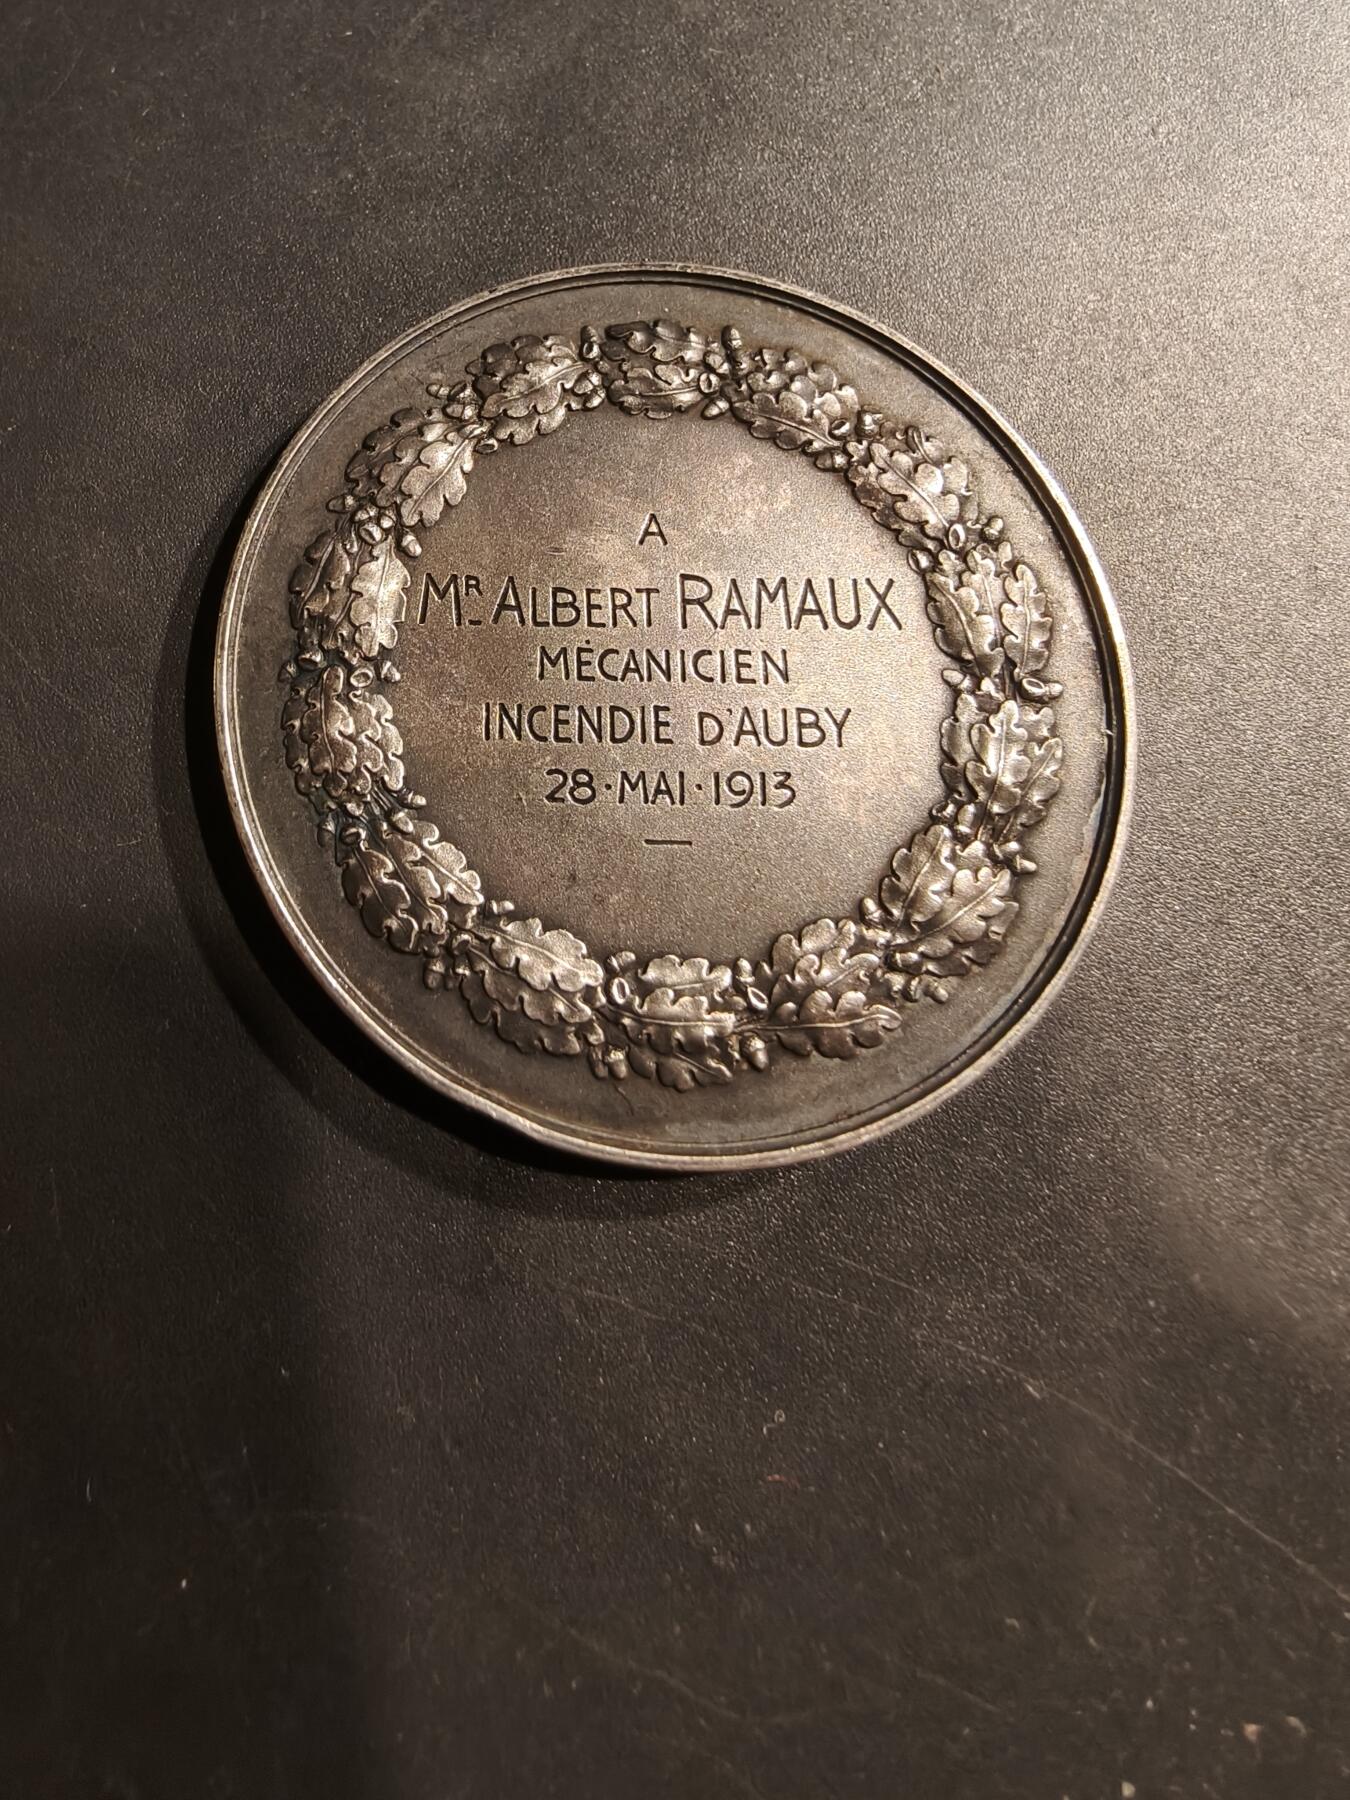 A
MR ALBERT RAMAUX
MÉCANICIEN
INCENDIE D'AUBY
28·MAI·1913